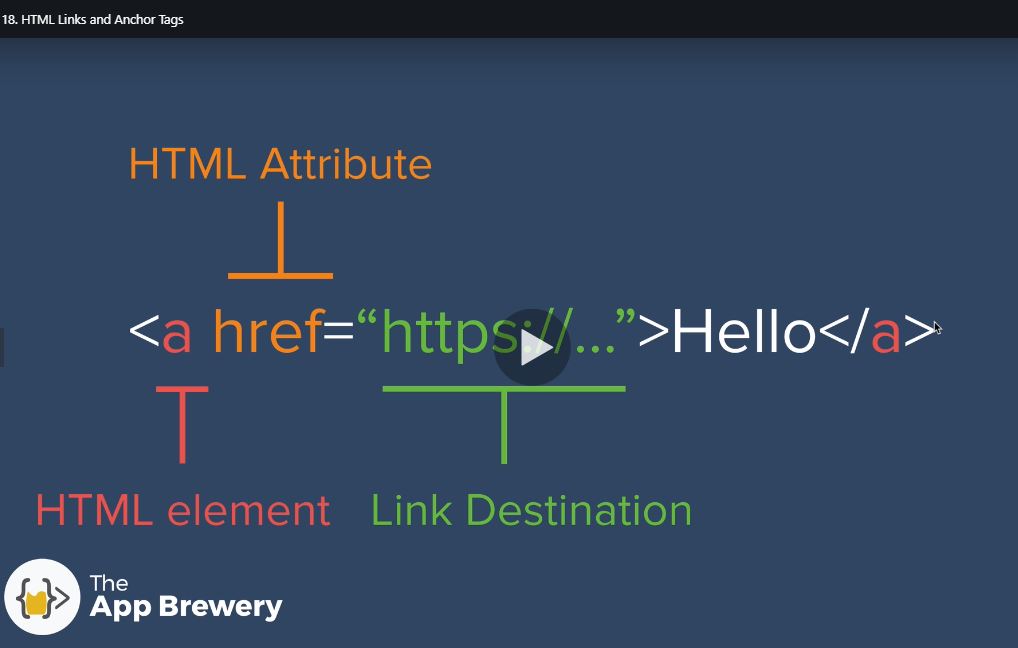 18. HTML Links and Anchor Tags
HTML Attribute
<a href=“https://...”>Hello</a>
HTML element Link Destination
The
App Brewery